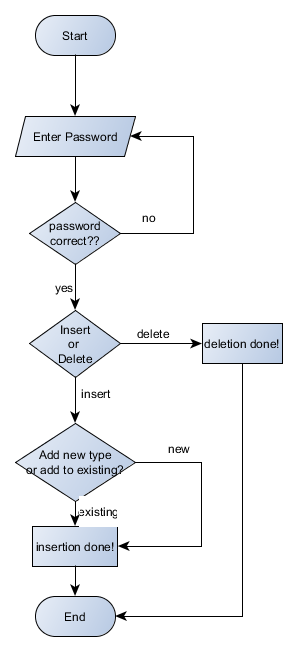 Start
Enter Password
password
correct??
no
yes
Insert
or
Delete
delete
deletion done!
insert
Add new type
or add to existing?
new
existing
insertion done!
End